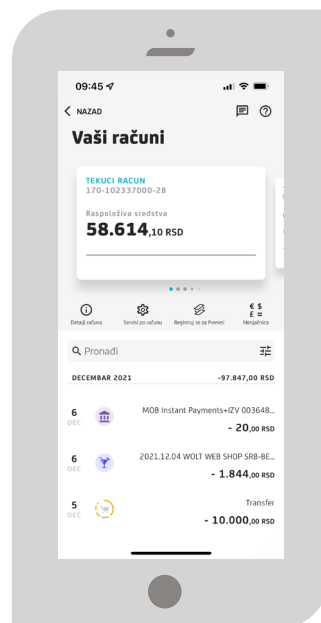 09:45
NAZAD
Vaši računi
TEKUCI RACUN
170-102337000-28
Raspoloživa sredstva
58.614,10 RSD
Detalji računa
Servisi po računu
Registruj se za Prenesi
£ $
€ =
Menjačnica
Pronađi
DECEMBAR 2021 -97.847,00 RSD
6 MOB Instant Payments+IZV 003648...
DEC - 20,00 RSD
6 2021.12.04 WOLT WEB SHOP SRB-BE...
DEC - 1.844,00 RSD
5 Transfer
DEC - 10.000,00 RSD